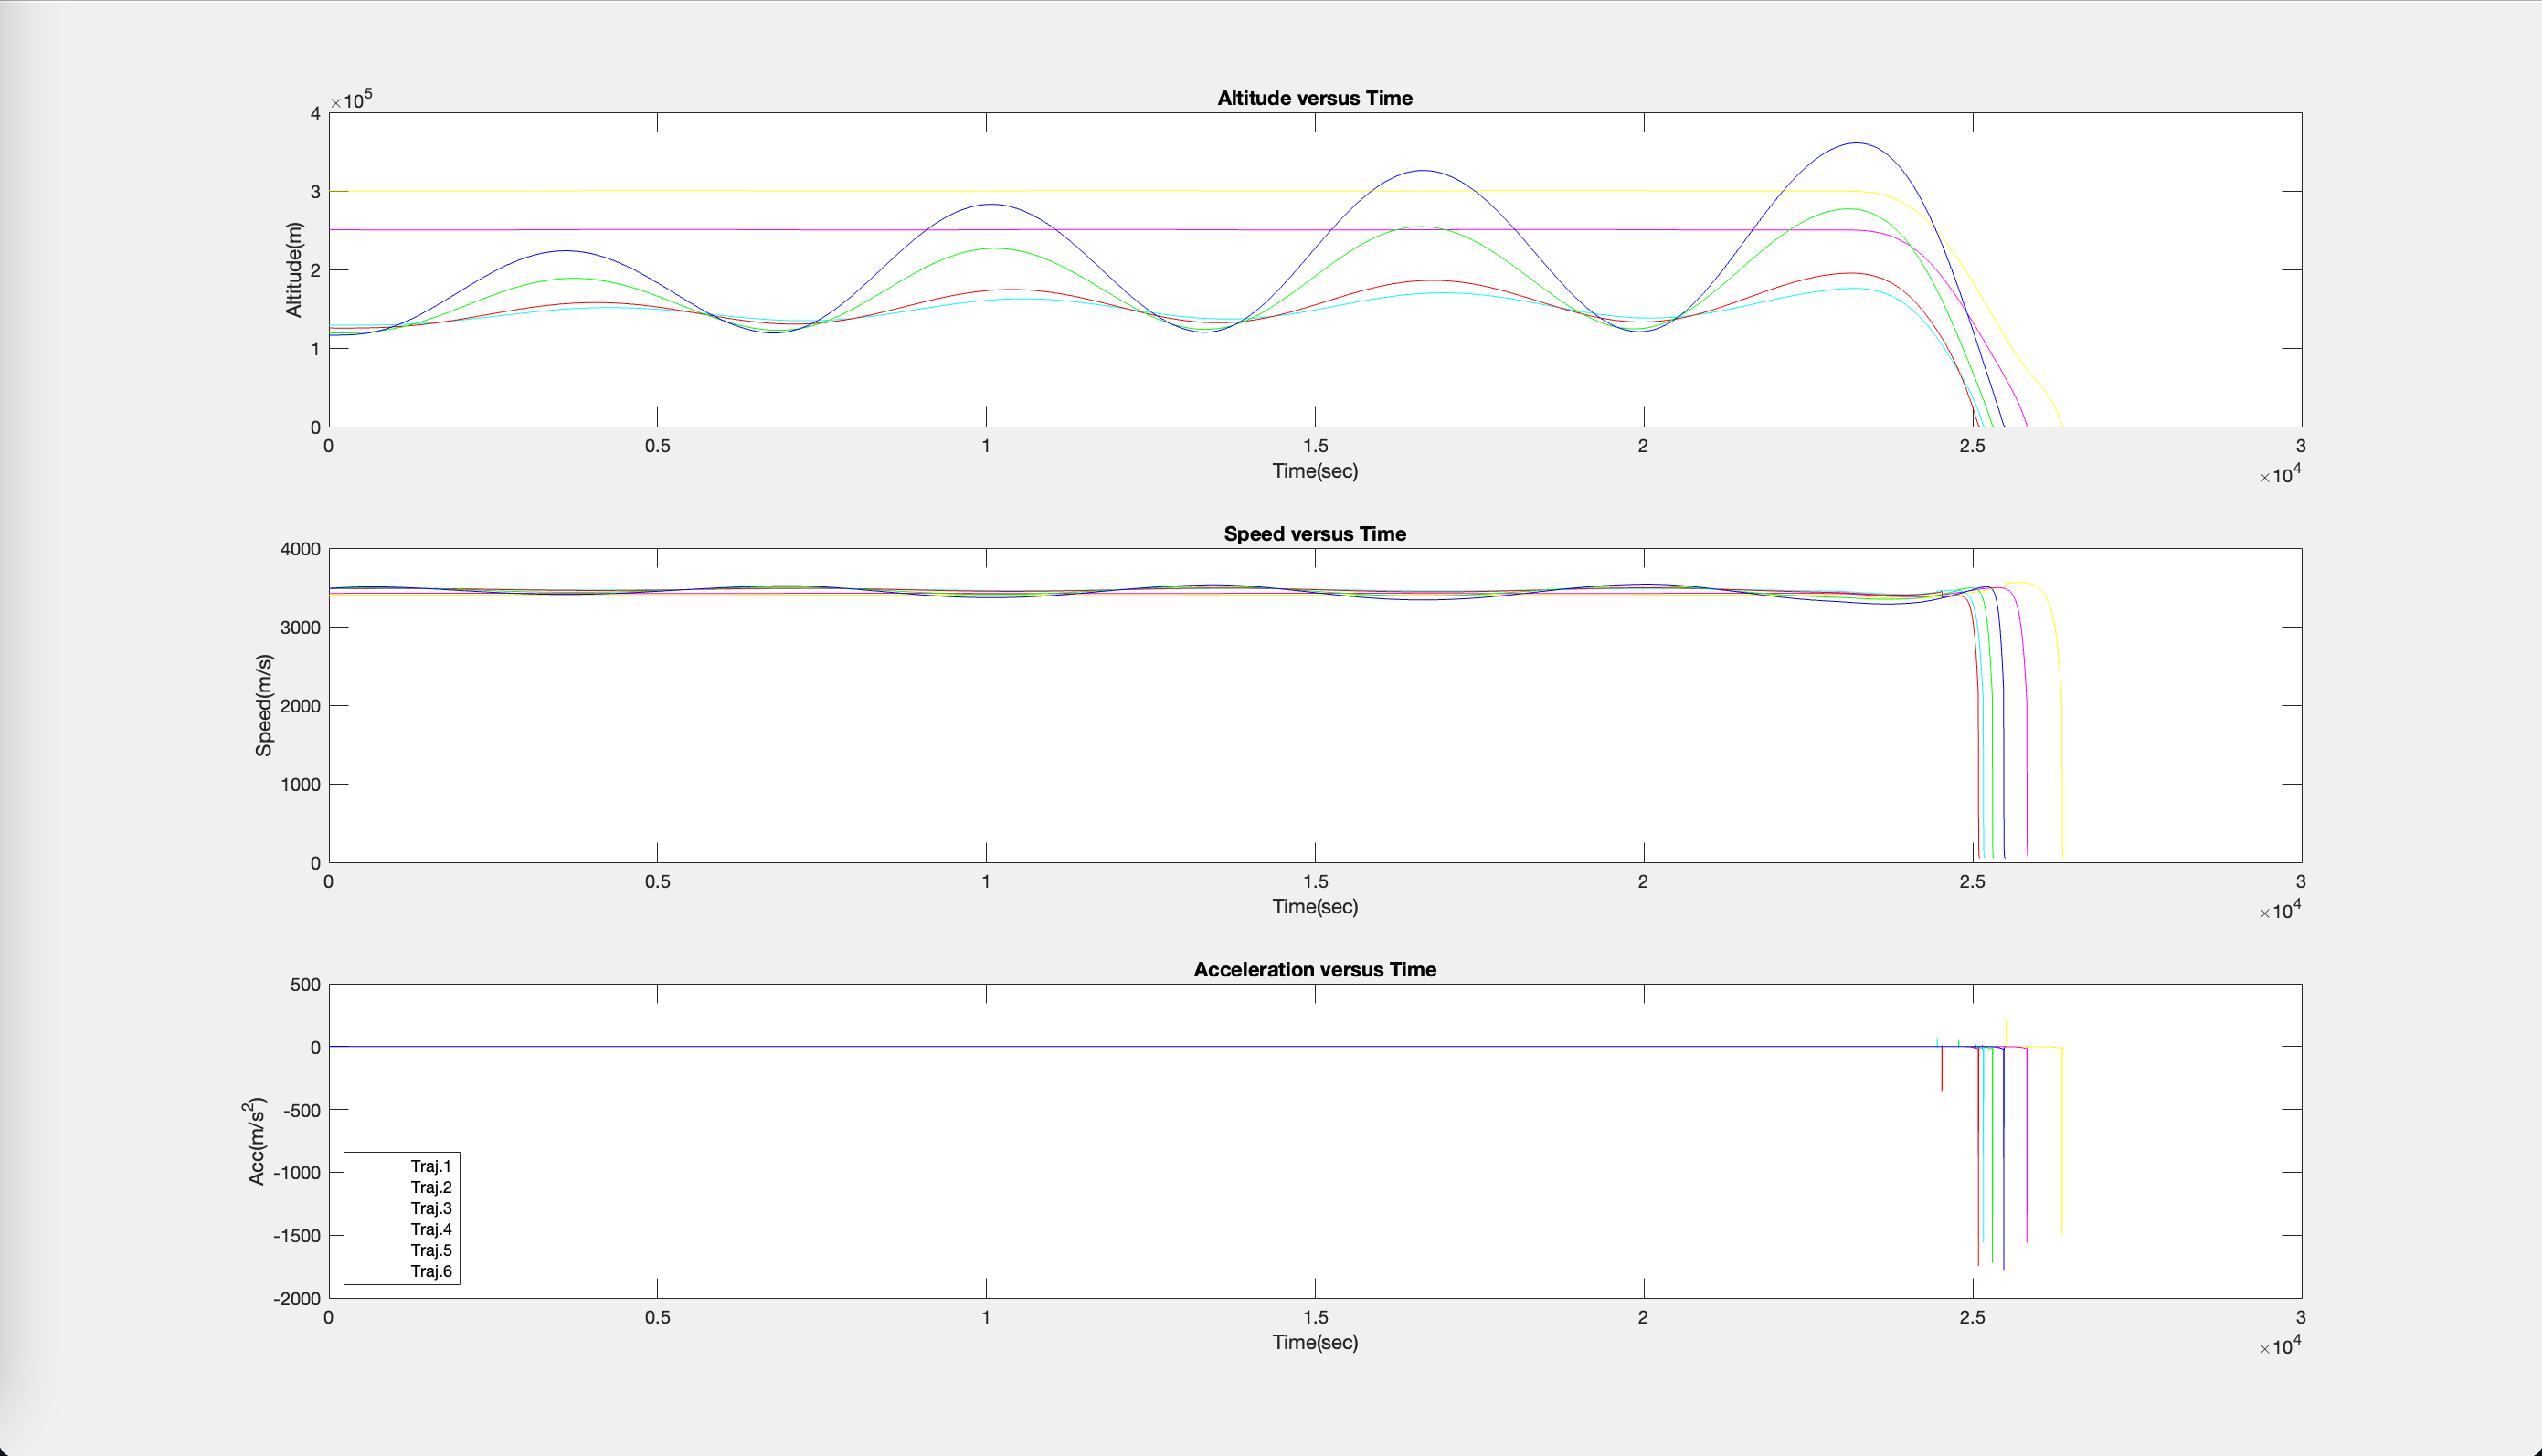 Altitude versus Time
×10^5
4
3
2
1
0
Altitude(m)
0 0.5 1 1.5 2 2.5 3
Time(sec)
×10^4
Speed versus Time
4000
3000
2000
1000
0
Speed(m/s)
0 0.5 1 1.5 2 2.5 3
Time(sec)
×10^4
Acceleration versus Time
500
0
-500
-1000
-1500
-2000
Acc(m/s^2)
Traj.1
Traj.2
Traj.3
Traj.4
Traj.5
Traj.6
0 0.5 1 1.5 2 2.5 3
Time(sec)
×10^4